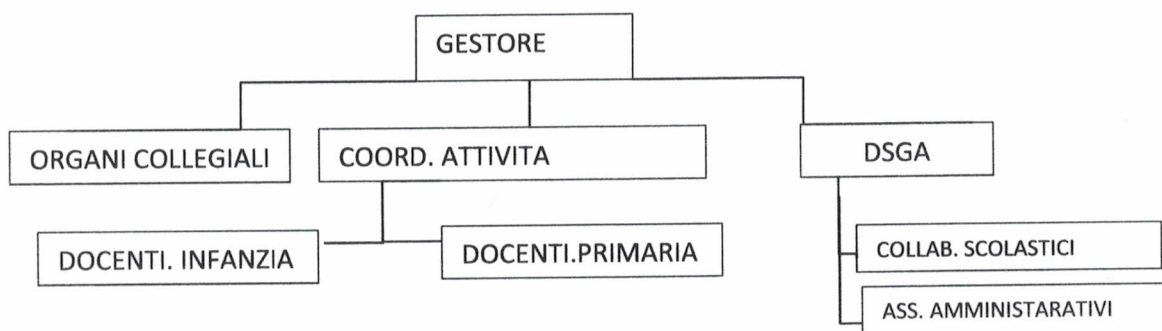 GESTORE
ORGANI COLLEGIALI
COORD. ATTIVITA
DSGA
DOCENTI. INFANZIA
DOCENTI.PRIMARIA
COLLAB. SCOLASTICI
ASS. AMMINISTARATIVI